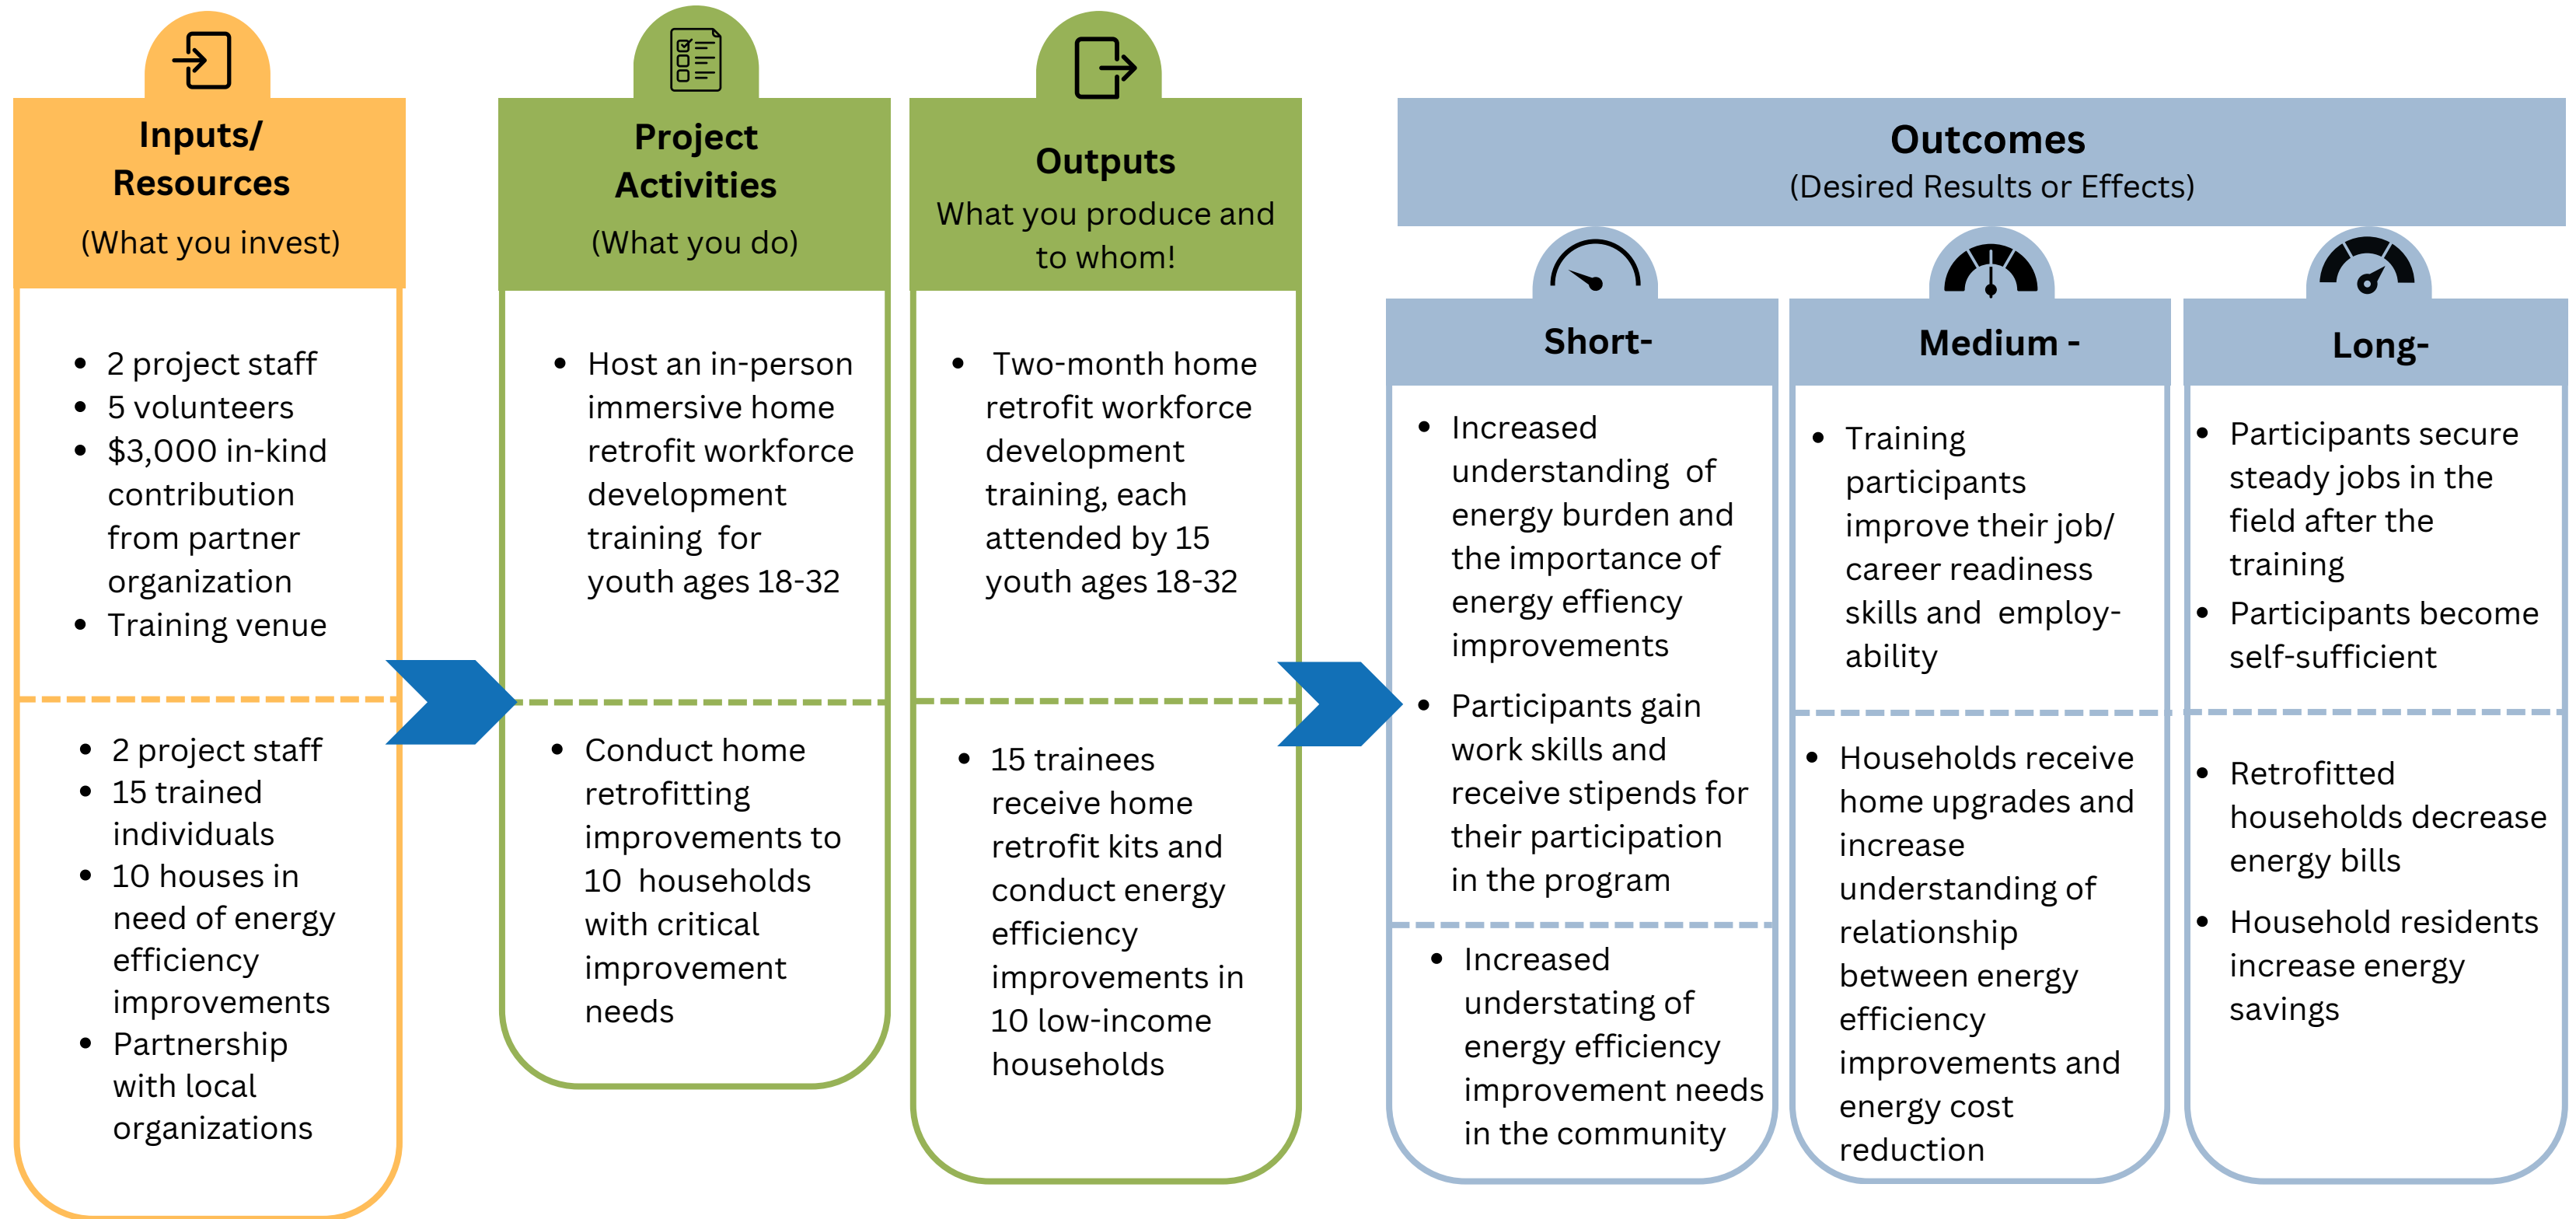 Inputs/
Resources
(What you invest)
• 2 project staff
• 5 volunteers
• $3,000 in-kind
contribution
from partner
organization
• Training venue
• 2 project staff
• 15 trained
individuals
• 10 houses in
need of energy
efficiency
improvements
• Partnership
with local
organizations
Project
Activities
(What you do)
• Host an in-person
immersive home
retrofit workforce
development
training for
youth ages 18-32
• Conduct home
retrofitting
improvements to
10 households
with critical
improvement
needs
Outputs
What you produce and
to whom!
• Two-month home
retrofit workforce
development
training, each
attended by 15
youth ages 18-32
• 15 trainees
receive home
retrofit kits and
conduct energy
efficiency
improvements in
10 low-income
households
Outcomes
(Desired Results or Effects)
Short-
• Increased
understanding of
energy burden and
the importance of
energy effiency
improvements
• Participants gain
work skills and
receive stipends for
their participation
in the program
• Increased
understating of
energy efficiency
improvement needs
in the community
Medium -
• Training
participants
improve their job/
career readiness
skills and employ-
ability
• Households receive
home upgrades and
increase
understanding of
relationship
between energy
efficiency
improvements and
energy cost
reduction
Long-
• Participants secure
steady jobs in the
field after the
training
• Participants become
self-sufficient
• Retrofitted
households decrease
energy bills
• Household residents
increase energy
savings